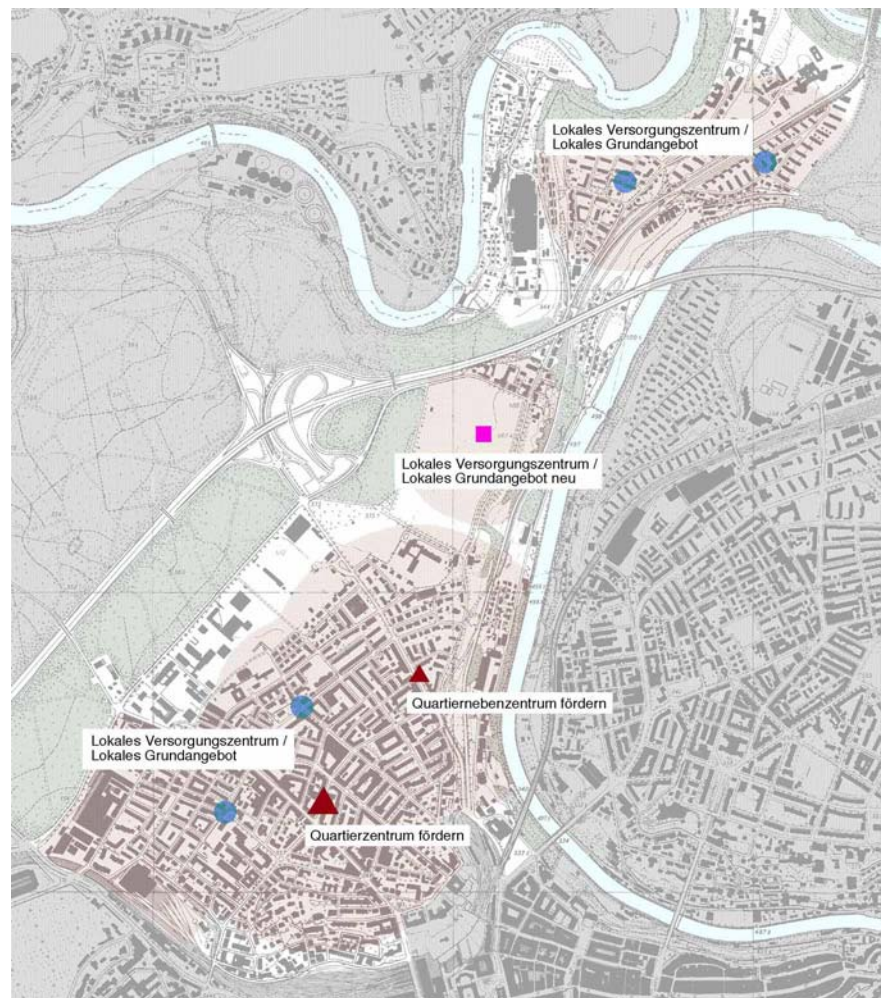 Lokales Versorgungszentrum /
Lokales Grundangebot
Lokales Versorgungszentrum /
Lokales Grundangebot neu
Quartiernebenzentrum fördern
Lokales Versorgungszentrum /
Lokales Grundangebot
Quartierzentrum fördern